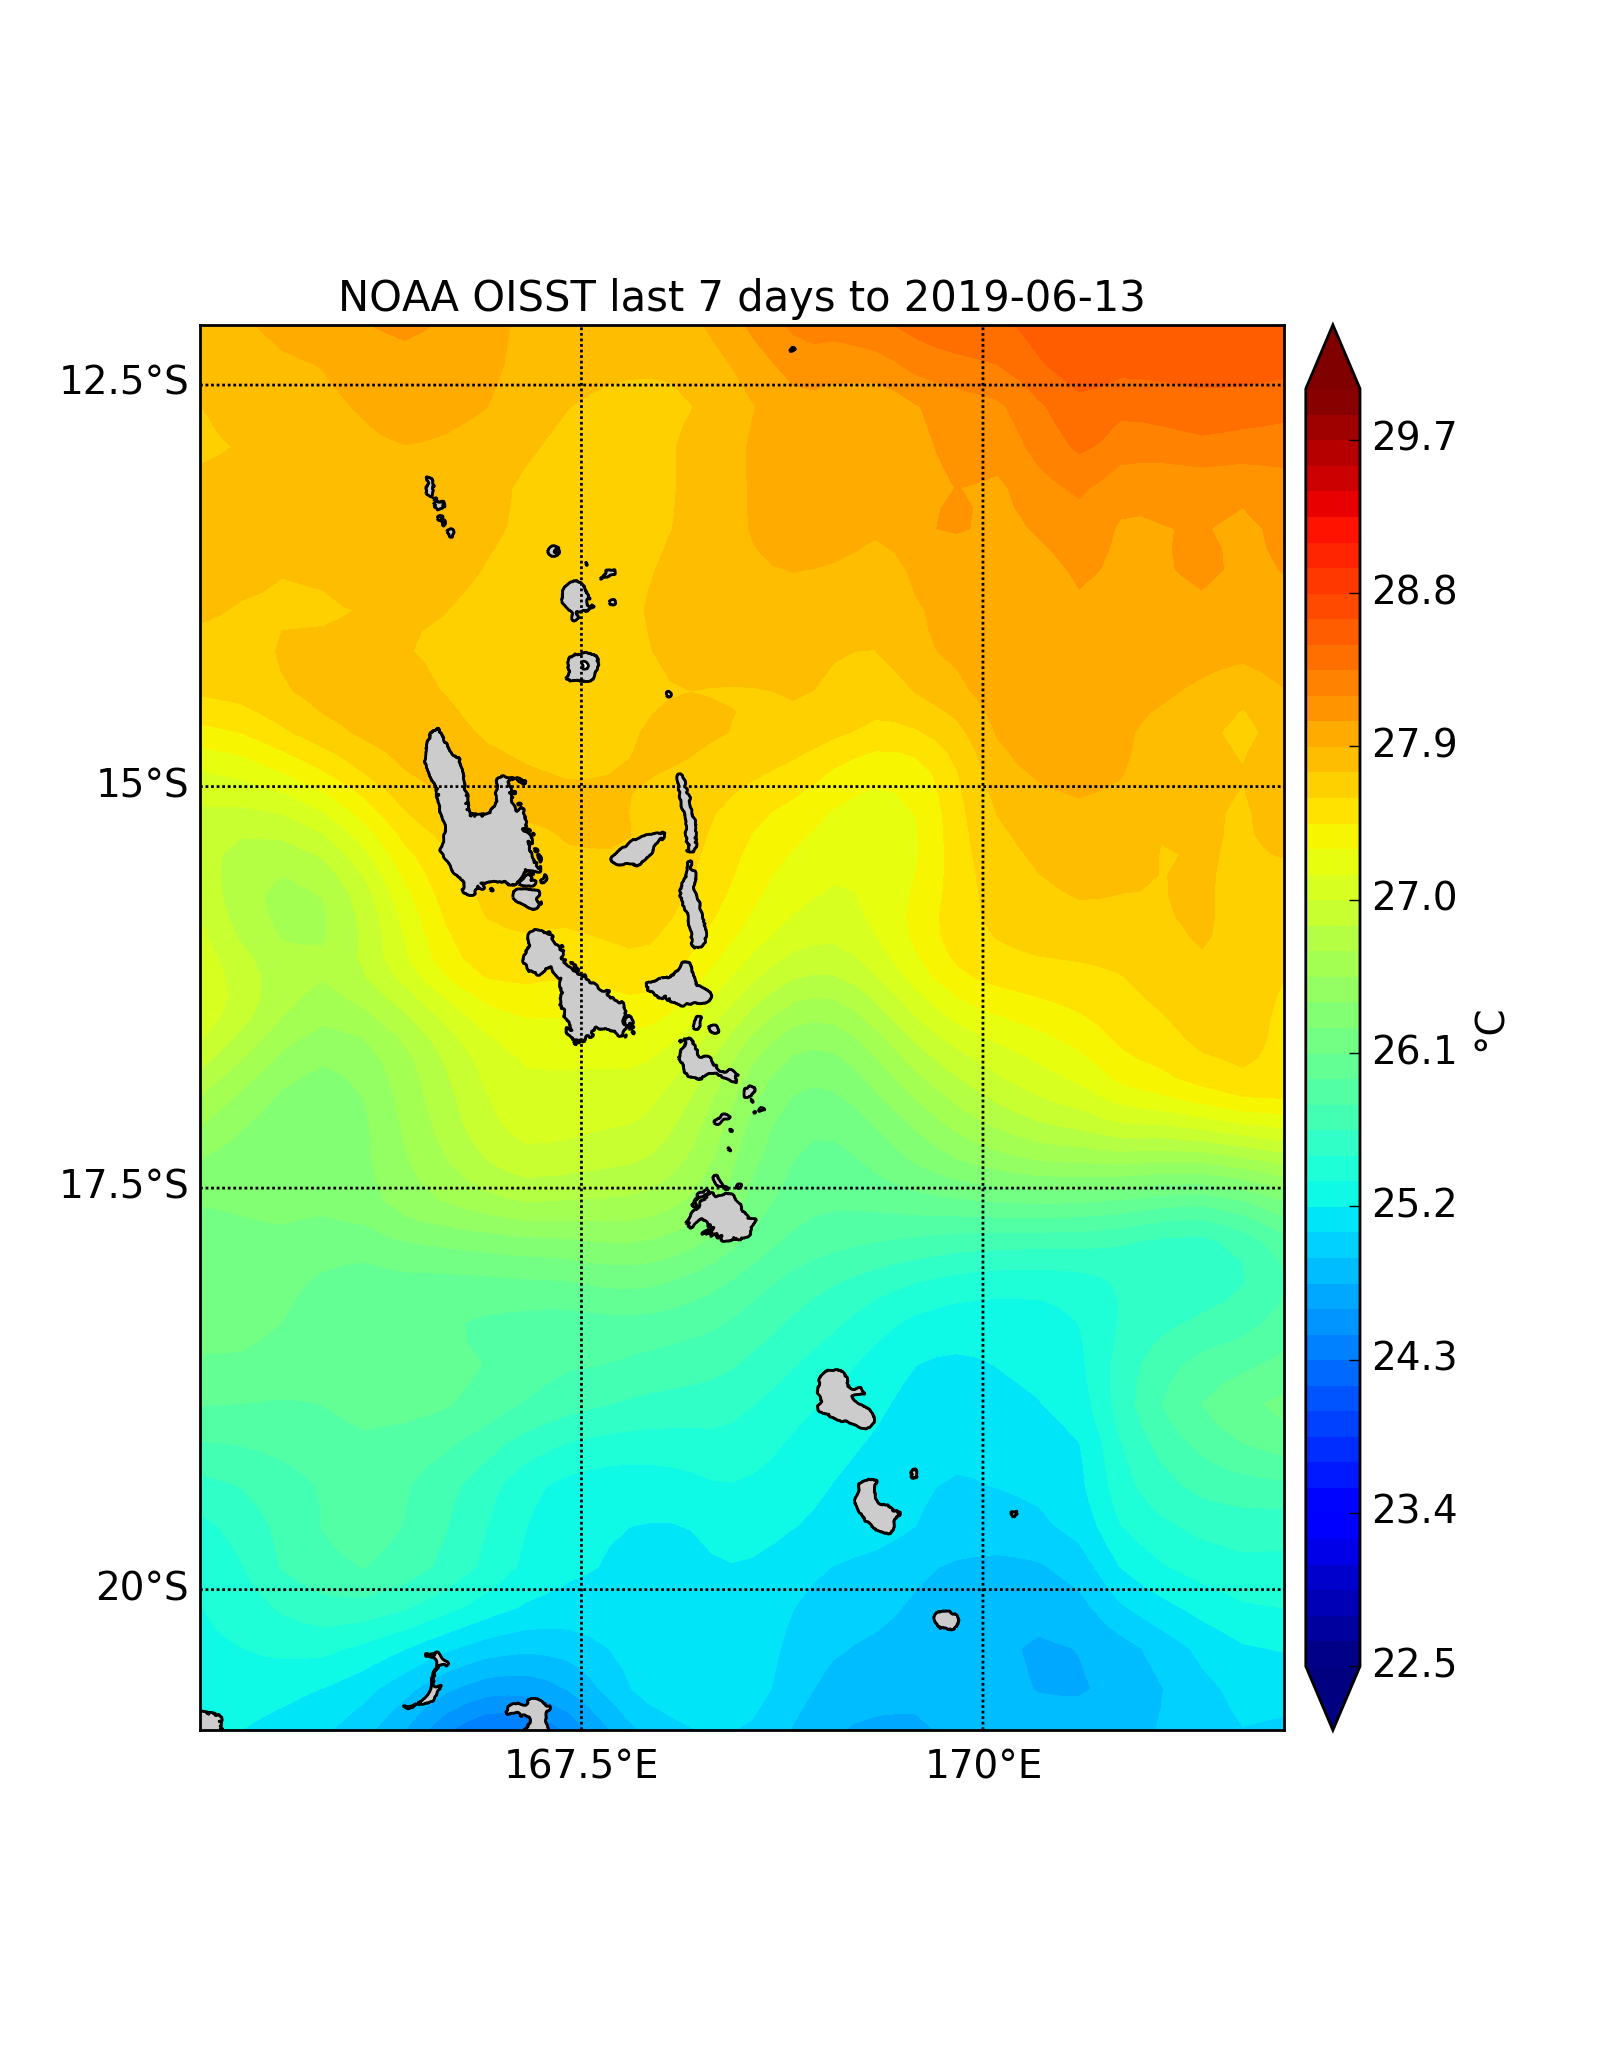 NOAA OISST last 7 days to 2019-06-13
12.5°S
15°S
17.5°S
20°S
167.5°E
170°E
29.7
28.8
27.9
27.0
26.1
25.2
24.3
23.4
22.5
°C